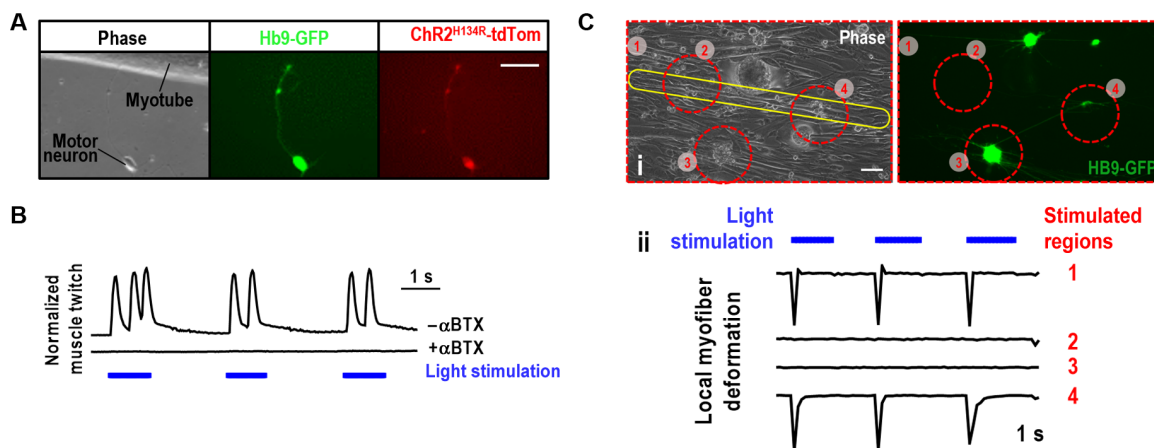 A
Phase
Hb9-GFP
ChR2H134R-tdTom
Myotube
Motor
neuron
B
Normalized
muscle twitch
1 s
–αBTX
+αBTX
Light stimulation
C
1
2
3
4
Phase
i
1
2
3
4
HB9-GFP
ii
Light
stimulation
Stimulated
regions
Local myofiber
deformation
1
2
3
4
1 s